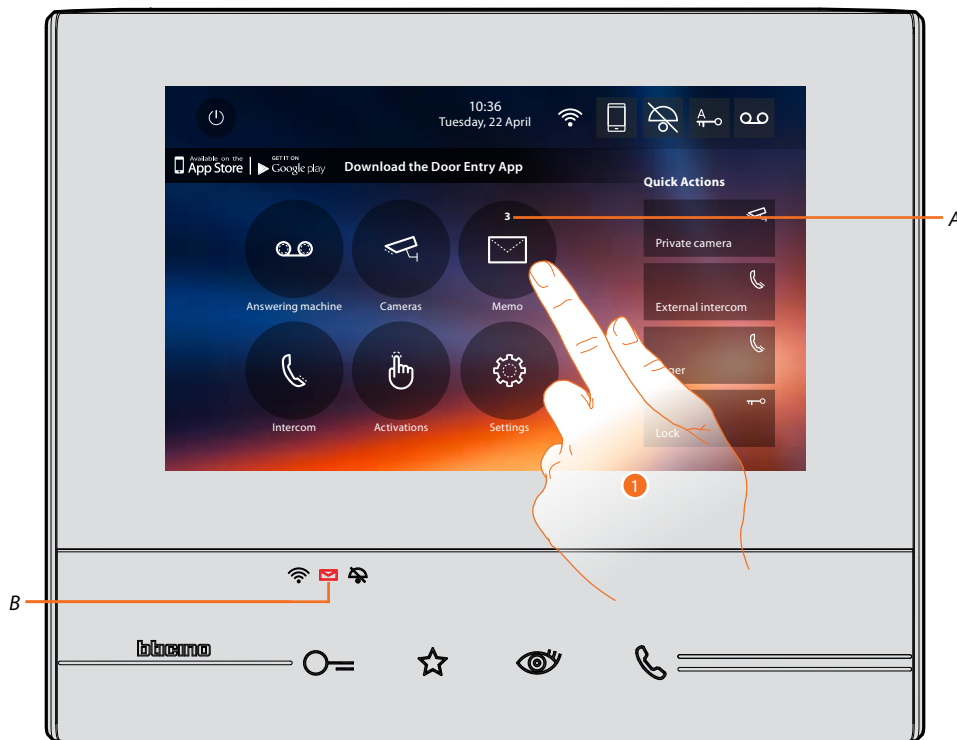 10:36
Tuesday, 22 April
A
Available on the
App Store
GET IT ON
Google play
Download the Door Entry App
Quick Actions
3
A
Private camera
Answering machine
Cameras
Memo
External intercom
Intercom
Activations
Settings
Lock
1
B
bticino